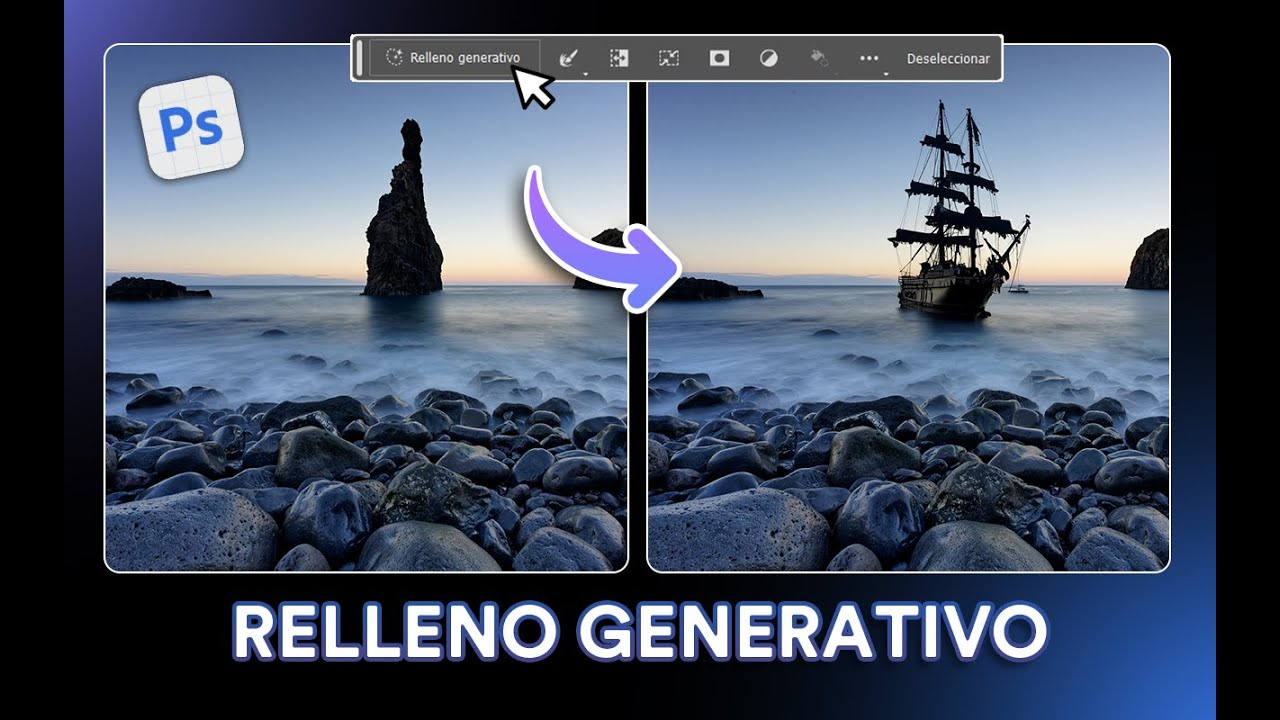 Relleno generativo
Deseleccionar
Ps
RELLENO GENERATIVO